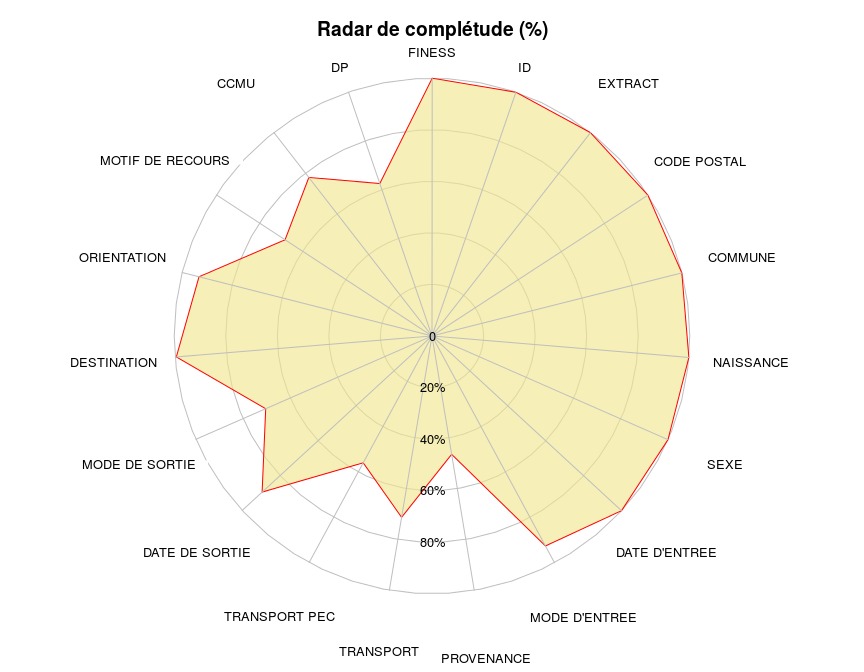 Radar de complétude (%)
FINESS
ID
EXTRACT
CODE POSTAL
COMMUNE
NAISSANCE
SEXE
DATE D'ENTREE
MODE D'ENTREE
PROVENANCE
TRANSPORT
TRANSPORT PEC
DATE DE SORTIE
MODE DE SORTIE
DESTINATION
ORIENTATION
MOTIF DE RECOURS
CCMU
DP
0
20%
40%
60%
80%